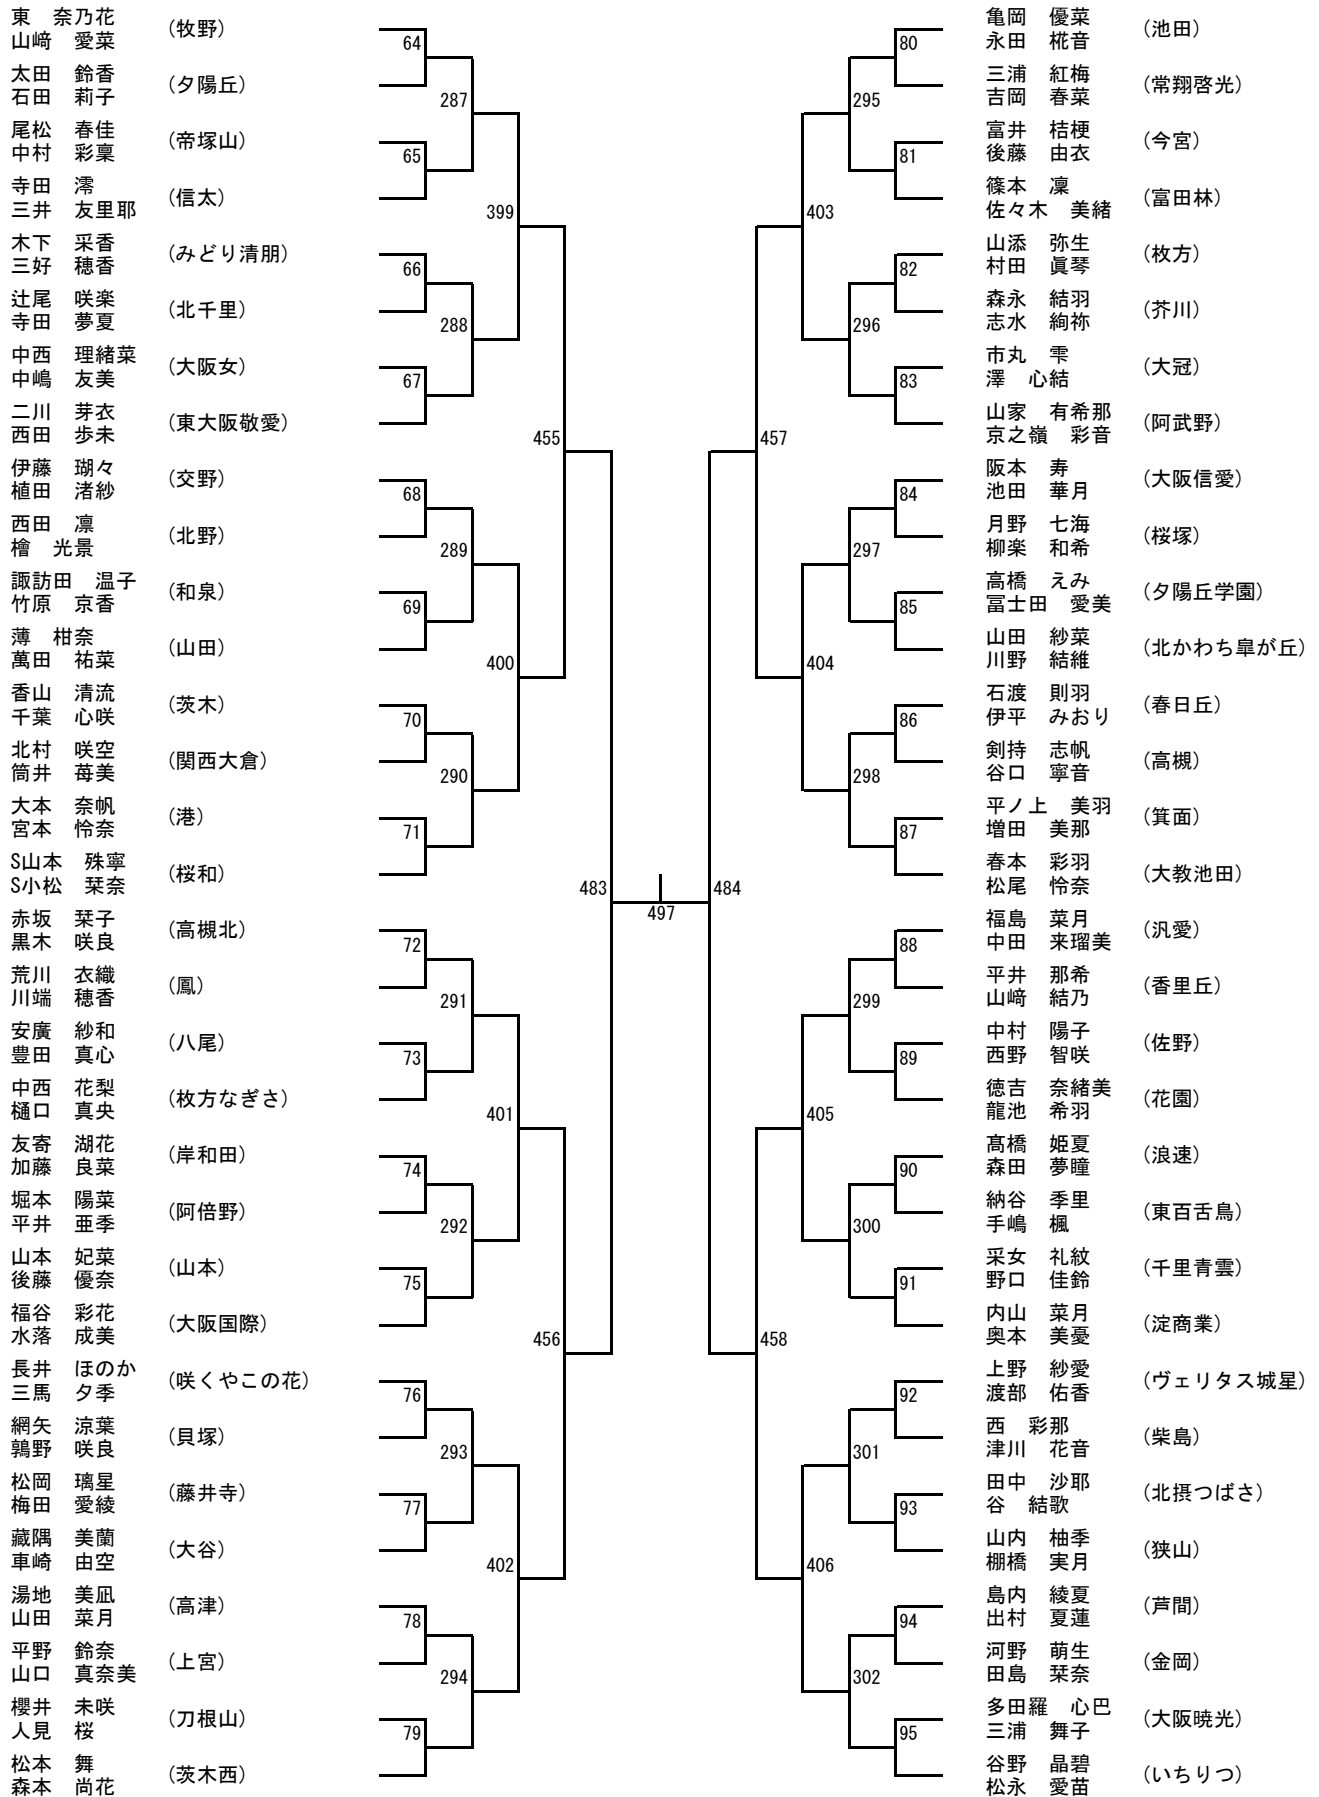 東　奈乃花
山﨑　愛菜
（牧野）
太田　鈴香
石田　莉子
（夕陽丘）
尾松　春佳
中村　彩稟
（帝塚山）
寺田　澪
三井　友里耶
（信太）
木下　采香
三好　穂香
（みどり清朋）
辻尾　咲楽
寺田　夢夏
（北千里）
中西　理緒菜
中嶋　友美
（大阪女）
二川　芽衣
西田　歩未
（東大阪敬愛）
伊藤　瑚々
植田　渚紗
（交野）
西田　凛
檜　光景
（北野）
諏訪田　温子
竹原　京香
（和泉）
薄　柑奈
萬田　祐菜
（山田）
香山　清流
千葉　心咲
（茨木）
北村　咲空
筒井　苺美
（関西大倉）
大本　奈帆
宮本　怜奈
（港）
S山本　殊寧
S小松　栞奈
（桜和）
赤坂　栞子
黒木　咲良
（高槻北）
荒川　衣織
川端　穂香
（鳳）
安廣　紗和
豊田　真心
（八尾）
中西　花梨
樋口　真央
（枚方なぎさ）
友寄　湖花
加藤　良菜
（岸和田）
堀本　陽菜
平井　亜季
（阿倍野）
山本　妃菜
後藤　優奈
（山本）
福谷　彩花
水落　成美
（大阪国際）
長井　ほのか
三馬　夕季
（咲くやこの花）
網矢　涼葉
鶉野　咲良
（貝塚）
松岡　璃星
梅田　愛綾
（藤井寺）
藏隅　美蘭
車崎　由空
（大谷）
湯地　美凪
山田　菜月
（高津）
平野　鈴奈
山口　真奈美
（上宮）
櫻井　未咲
人見　桜
（刀根山）
松本　舞
森本　尚花
（茨木西）
64
65
66
67
68
69
70
71
72
73
74
75
76
77
78
79
287
288
289
290
291
292
293
294
399
400
401
402
455
456
483
497
484
457
458
403
404
405
406
295
296
297
298
299
300
301
302
80
81
82
83
84
85
86
87
88
89
90
91
92
93
94
95
亀岡　優菜
永田　椛音
（池田）
三浦　紅梅
吉岡　春菜
（常翔啓光）
富井　桔梗
後藤　由衣
（今宮）
篠本　凜
佐々木　美緒
（富田林）
山添　弥生
村田　眞琴
（枚方）
森永　結羽
志水　絢祢
（芥川）
市丸　雫
澤　心結
（大冠）
山家　有希那
京之嶺　彩音
（阿武野）
阪本　寿
池田　華月
（大阪信愛）
月野　七海
柳楽　和希
（桜塚）
高橋　えみ
冨士田　愛美
（夕陽丘学園）
山田　紗菜
川野　結維
（北かわち皐が丘）
石渡　則羽
伊平　みおり
（春日丘）
剣持　志帆
谷口　寧音
（高槻）
平ノ上　美羽
増田　美那
（箕面）
春本　彩羽
松尾　怜奈
（大教池田）
福島　菜月
中田　来瑠美
（汎愛）
平井　那希
山﨑　結乃
（香里丘）
中村　陽子
西野　智咲
（佐野）
徳吉　奈緒美
龍池　希羽
（花園）
髙橋　姫夏
森田　夢瞳
（浪速）
納谷　季里
手嶋　楓
（東百舌鳥）
采女　礼紋
野口　佳鈴
（千里青雲）
内山　菜月
奥本　美憂
（淀商業）
上野　紗愛
渡部　佑香
（ヴェリタス城星）
西　彩那
津川　花音
（柴島）
田中　沙耶
谷　結歌
（北摂つばさ）
山内　柚季
棚橋　実月
（狭山）
島内　綾夏
出村　夏蓮
（芦間）
河野　萌生
田島　栞奈
（金岡）
多田羅　心巴
三浦　舞子
（大阪暁光）
谷野　晶碧
松永　愛苗
（いちりつ）